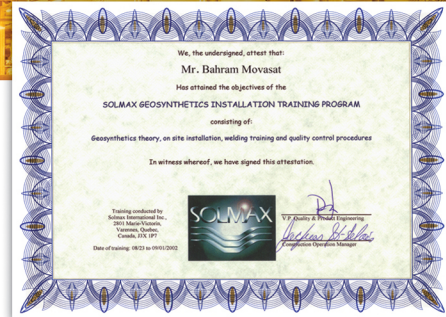 We, the undersigned, attest that:
Mr. Bahram Movasat
Has attained the objectives of the
SOLMAX GEOSYNTHETICS INSTALLATION TRAINING PROGRAM
consisting of:
Geosynthetics theory, on site installation, welding training and quality control procedures
In witness whereof, we have signed this attestation.
Training conducted by
Solmax International Inc.,
2801 Marie-Victorin,
Varennes, Quebec,
Canada, J3X 1P7
Date of training: 08/23 to 09/01/2002
SOLMAX
V.P. Quality & Product Engineering
Construction Operation Manager